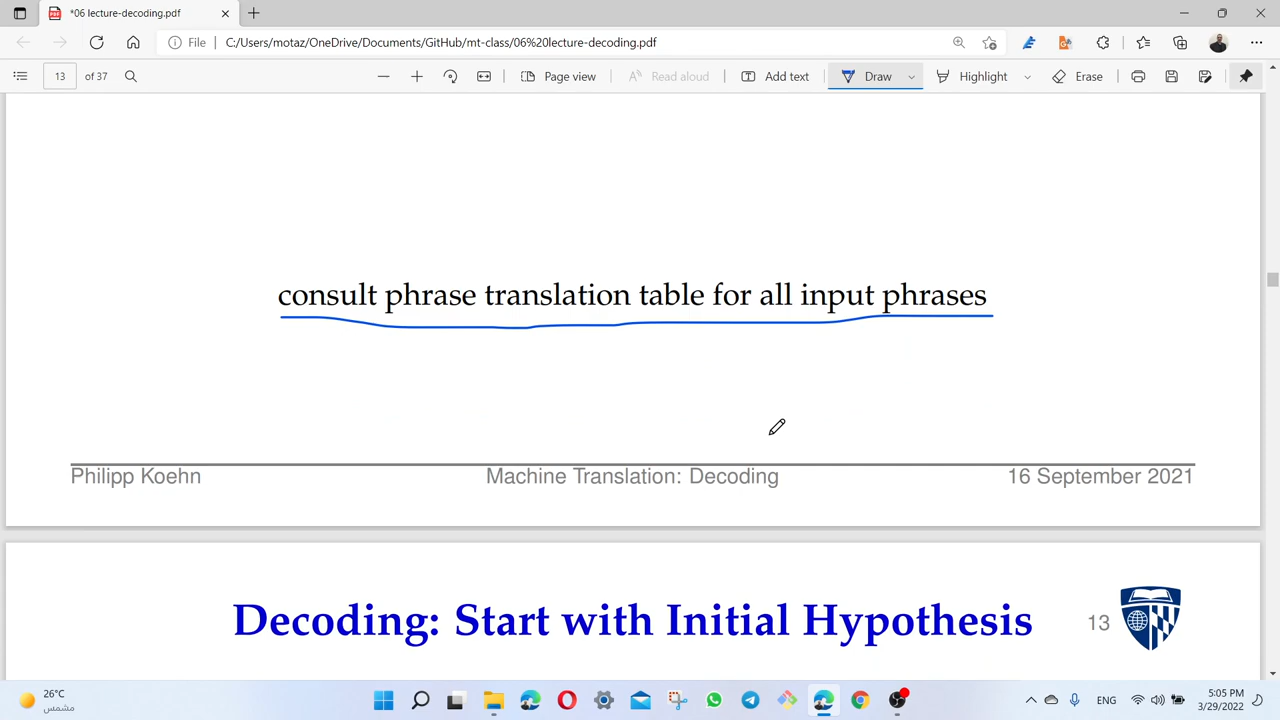 *06 lecture-decoding.pdf
File C:/Users/motaz/OneDrive/Documents/GitHub/mt-class/06%20lecture-decoding.pdf
13 of 37 Page view Read aloud Add text Draw Highlight Erase
consult phrase translation table for all input phrases
Philipp Koehn Machine Translation: Decoding 16 September 2021
Decoding: Start with Initial Hypothesis 13
26°C
مشمس
ENG
5:05 PM
3/29/2022